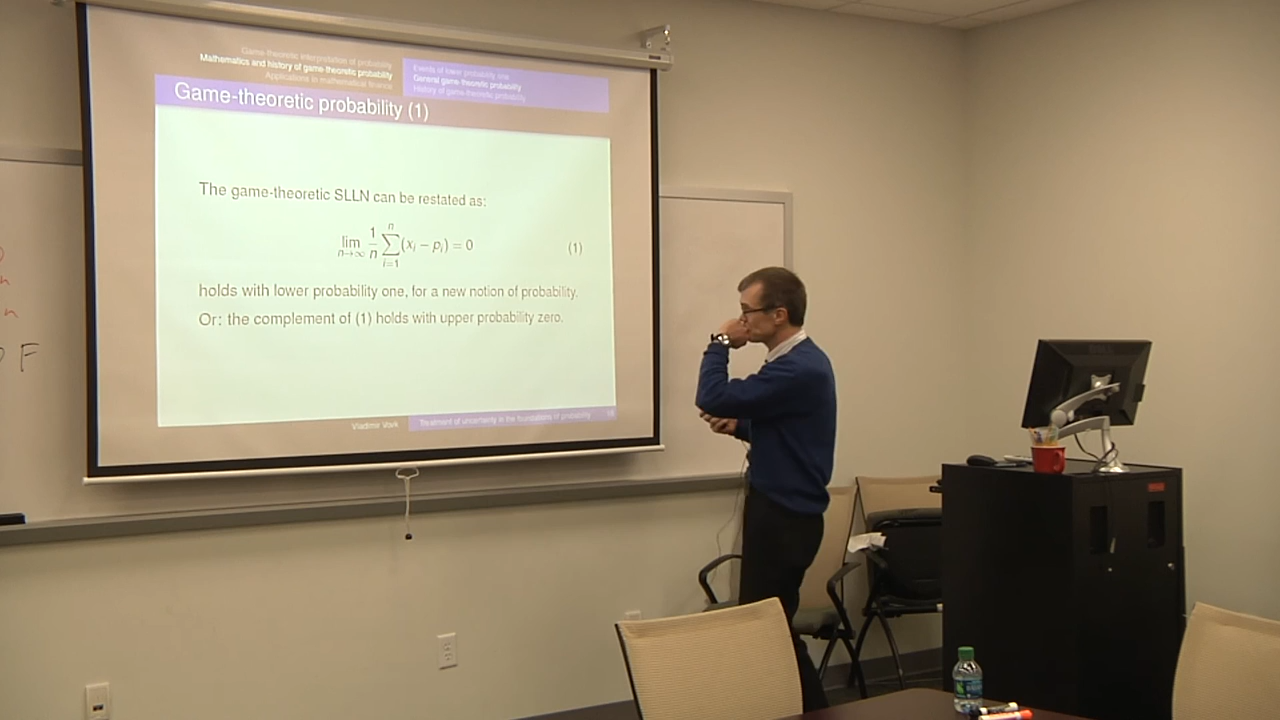 Game-theoretic interpretation of probability
Mathematics and history of game-theoretic probability
Applications to mathematical finance
Events of lower probability one
General game-theoretic probability
History of game-theoretic probability
Game-theoretic probability (1)
The game-theoretic SLLN can be restated as:
lim n→∞ 1/n ∑ i=1 n (xi − pi) = 0 (1)
holds with lower probability one, for a new notion of probability.
Or: the complement of (1) holds with upper probability zero.
Vladimir Vovk
Treatment of uncertainty in the foundations of probability
F